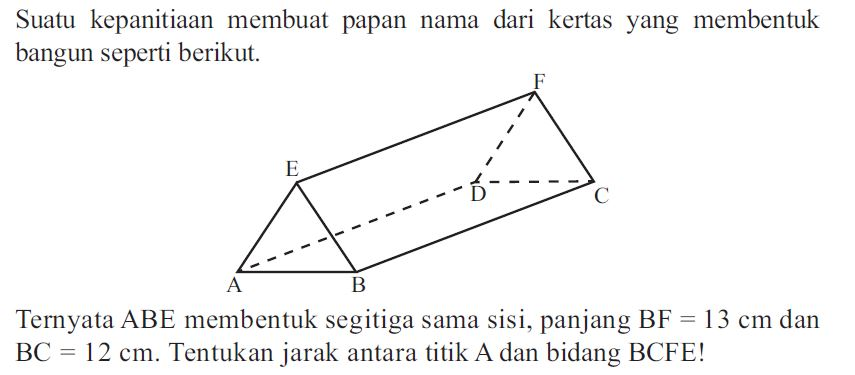 Suatu kepanitiaan membuat papan nama dari kertas yang membentuk
bangun seperti berikut.
F
E
D
C
A
B
Ternyata ABE membentuk segitiga sama sisi, panjang BF = 13 cm dan
BC = 12 cm. Tentukan jarak antara titik A dan bidang BCFE!